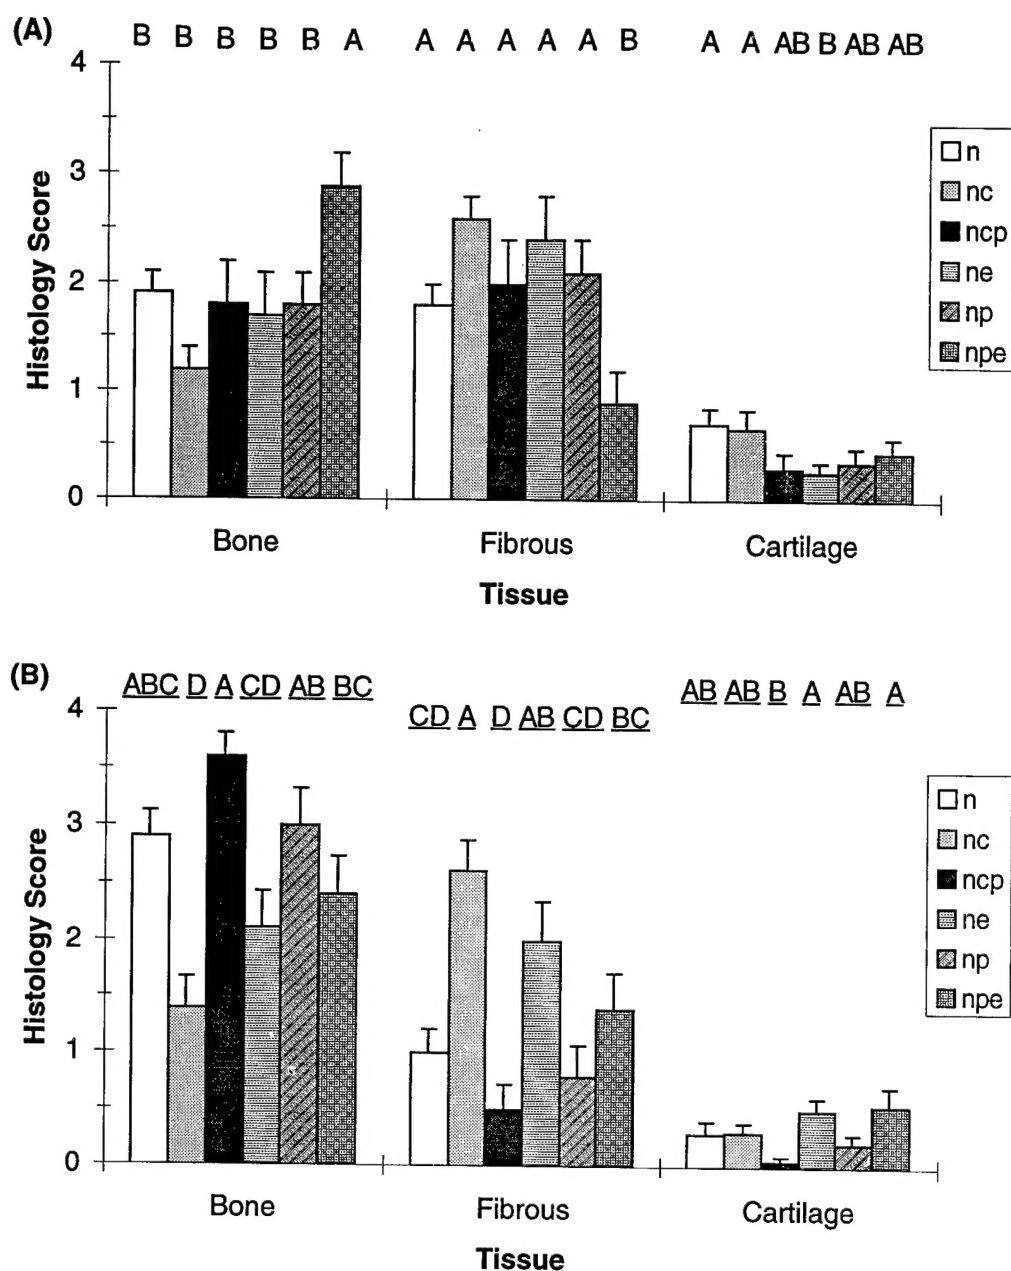 (A)
B B B B B A A A A A A B A A AB B AB AB
4
3
2
1
0
Histology Score
n
nc
ncp
ne
np
npe
Bone Fibrous Cartilage
Tissue
(B)
ABC D A CD AB BC CD A D AB CD BC AB AB B A AB A
4
3
2
1
0
Histology Score
n
nc
ncp
ne
np
npe
Bone Fibrous Cartilage
Tissue